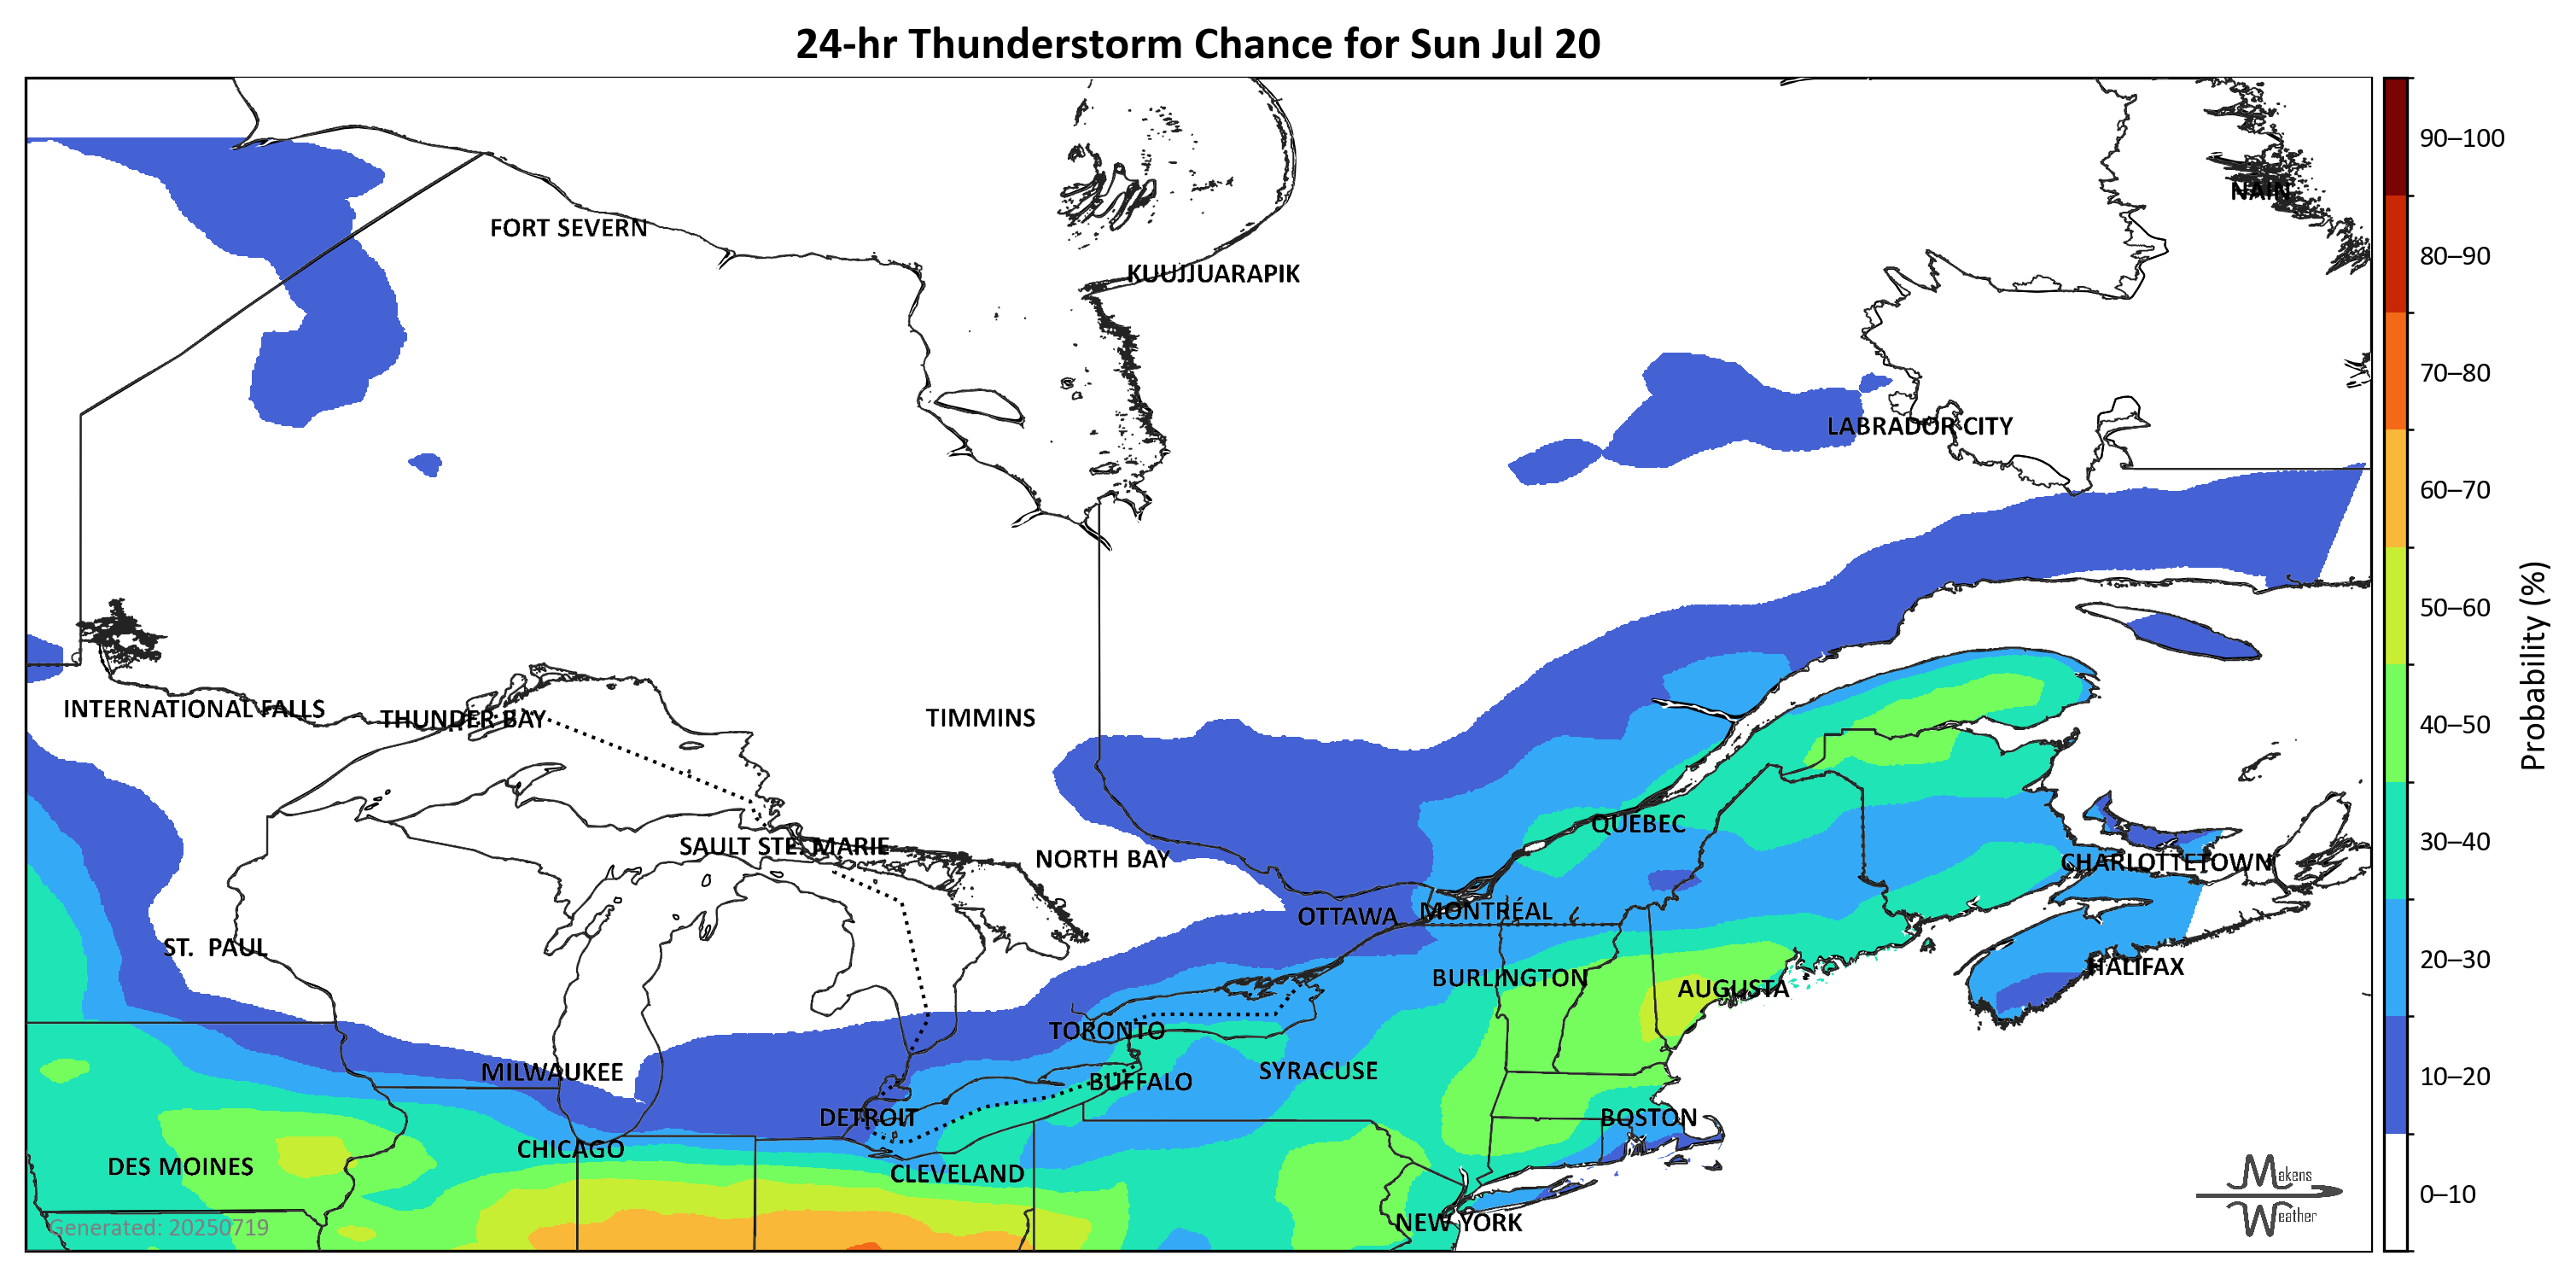 24-hr Thunderstorm Chance for Sun Jul 20
90–100
NAIN
FORT SEVERN
80–90
KUUJJUARAPIK
70–80
LABRADOR CITY
60–70
50–60
Probability (%)
INTERNATIONAL FALLS
THUNDER BAY
TIMMINS
40–50
QUEBEC
SAULT STE. MARIE
NORTH BAY
CHARLOTTETOWN
30–40
OTTAWA
MONTRÉAL
ST. PAUL
BURLINGTON
AUGUSTA
HALIFAX
20–30
TORONTO
MILWAUKEE
BUFFALO
SYRACUSE
10–20
DETROIT
BOSTON
CHICAGO
DES MOINES
CLEVELAND
Makens
Weather
0–10
NEW YORK
Generated: 20250719